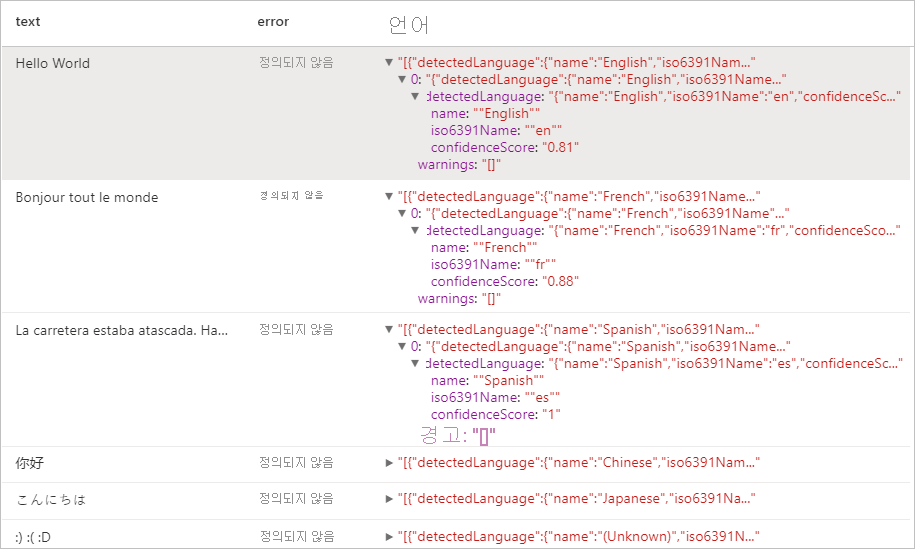 text error 언어
Hello World 정의되지 않음 ▼ "[{"detectedLanguage":{"name":"English","iso6391Nam..."
▼ 0: "{"detectedLanguage":{"name":"English","iso6391Name..."
▼ detectedLanguage: "{"name":"English","iso6391Name":"en","confidenceSc..."
name: ""English""
iso6391Name: ""en""
confidenceScore: "0.81"
warnings: "[]"
Bonjour tout le monde 정의되지 않음 ▼ "[{"detectedLanguage":{"name":"French","iso6391Name..."
▼ 0: "{"detectedLanguage":{"name":"French","iso6391Name"..."
▼ detectedLanguage: "{"name":"French","iso6391Name":"fr","confidenceSco..."
name: ""French""
iso6391Name: ""fr""
confidenceScore: "0.88"
warnings: "[]"
La carretera estaba atascada. Ha... 정의되지 않음 ▼ "[{"detectedLanguage":{"name":"Spanish","iso6391Nam..."
▼ 0: "{"detectedLanguage":{"name":"Spanish","iso6391Name..."
▼ detectedLanguage: "{"name":"Spanish","iso6391Name":"es","confidenceSc..."
name: ""Spanish""
iso6391Name: ""es""
confidenceScore: "1"
경고: "[]"
你好 정의되지 않음 ▶ "[{"detectedLanguage":{"name":"Chinese","iso6391Nam..."
こんにちは 정의되지 않음 ▶ "[{"detectedLanguage":{"name":"Japanese","iso6391Na..."
:) :( :D 정의되지 않음 ▶ "[{"detectedLanguage":{"name":"(Unknown)","iso6391N..."